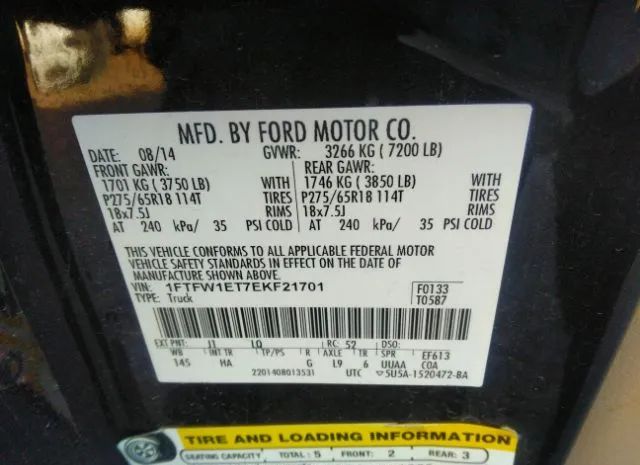 MFD. BY FORD MOTOR CO.
DATE: 08/14 GVWR: 3266 KG ( 7200 LB)
FRONT GAWR: REAR GAWR:
1701 KG ( 3750 LB) WITH 1746 KG ( 3850 LB) WITH
P275/65R18 114T TIRES P275/65R18 114T TIRES
18x7.5J RIMS 18x7.5J RIMS
AT 240 kPa/ 35 PSI COLD AT 240 kPa/ 35 PSI COLD
THIS VEHICLE CONFORMS TO ALL APPLICABLE FEDERAL MOTOR
VEHICLE SAFETY STANDARDS IN EFFECT ON THE DATE OF
MANUFACTURE SHOWN ABOVE.
VIN: 1FTFW1ET7EKF21701 F0133
TYPE: Truck T0587
EXT PNT: J1 LQ RC: 52 DSO:
WB INT TR TP/PS R AXLE TR SPR EF613
145 HA G L9 6 UUAA COA
2201408013531 UTC 5U5A-1520472-BA
TIRE AND LOADING INFORMATION
SEATING CAPACITY TOTAL: 5 FRONT: 2 REAR: 3